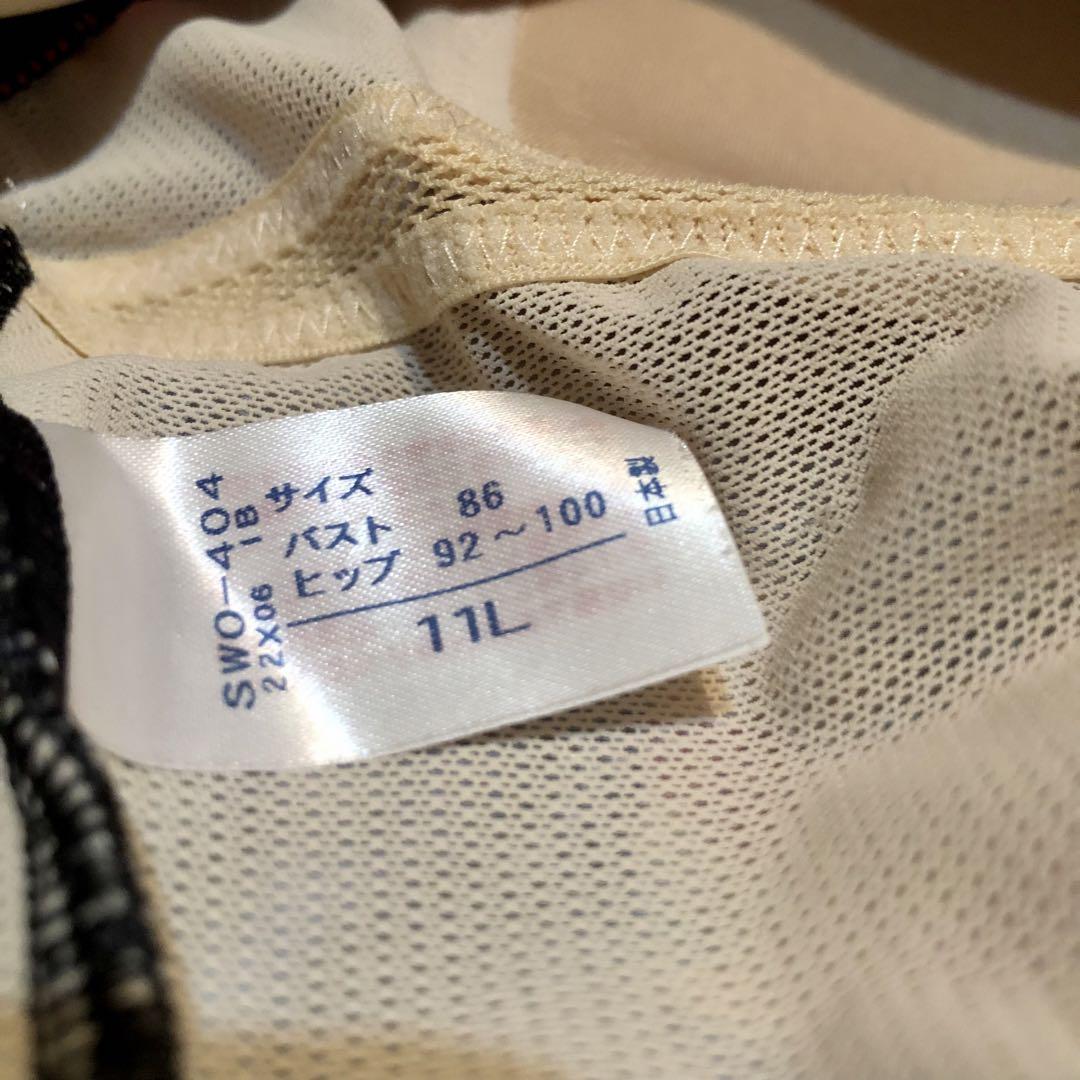 サイズ
バスト 86
ヒップ 92～100
11L
SWO-404
22X06 IB
日本製